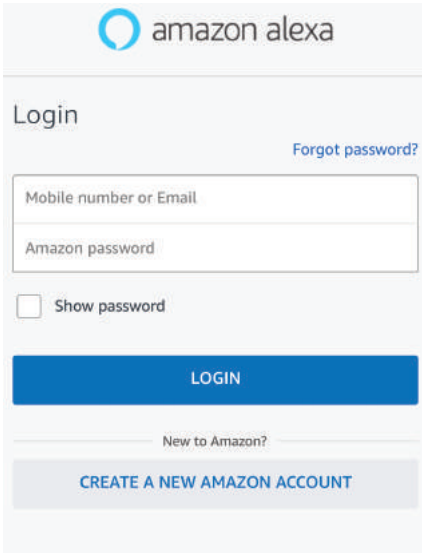 amazon alexa
Login
Forgot password?
Mobile number or Email
Amazon password
Show password
LOGIN
New to Amazon?
CREATE A NEW AMAZON ACCOUNT